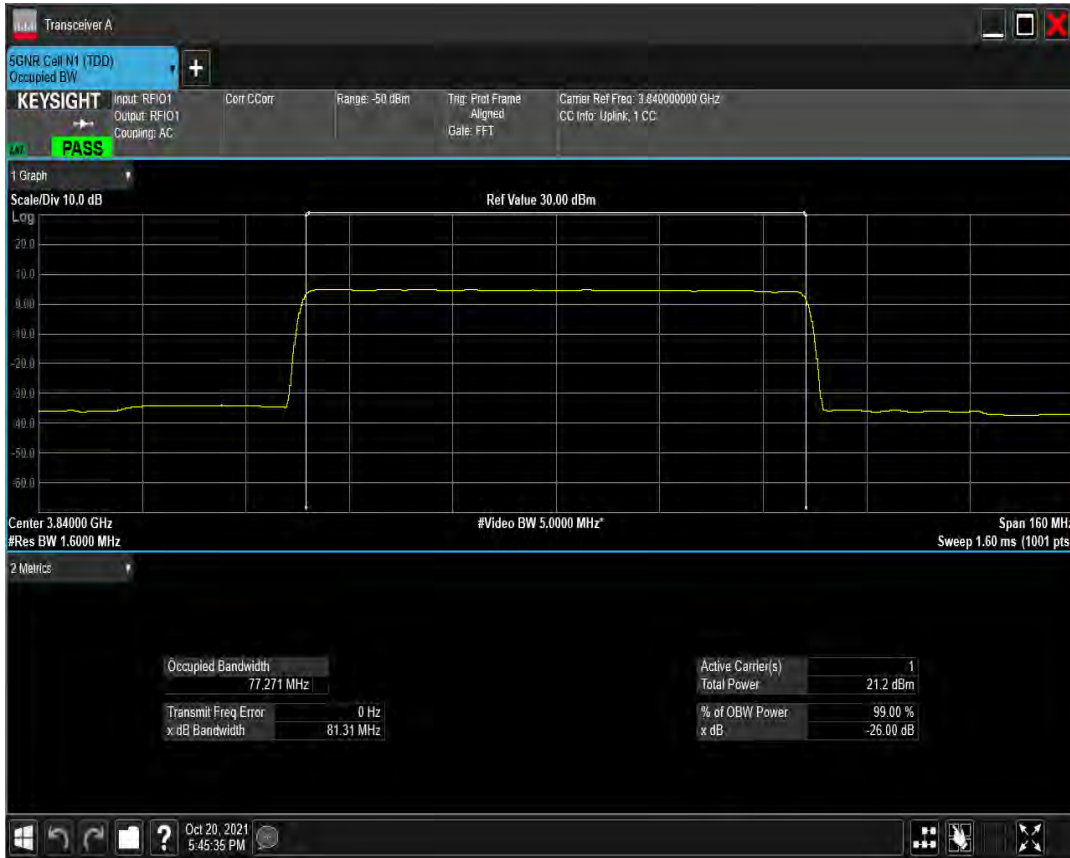 Transceiver A
5GNR Cell N1 (TDD)
Occupied BW
+
KEYSIGHT
Input: RFIO1
Output: RFIO1
Coupling: AC
Corr CCorr
Range: -50 dBm
Trig: Prot Frame
Aligned
Gate: FFT
Carrier Ref Freq: 3.840000000 GHz
CC Info: Uplink, 1 CC
PASS
1 Graph
Scale/Div 10.0 dB
Ref Value 30.00 dBm
Log
20.0
10.0
0.00
-10.0
-20.0
-30.0
-40.0
-50.0
-60.0
Center 3.84000 GHz
#Video BW 5.0000 MHz*
Span 160 MHz
#Res BW 1.6000 MHz
Sweep 1.60 ms (1001 pts
2 Metrics
Occupied Bandwidth
77.271 MHz
Transmit Freq Error 0 Hz
x dB Bandwidth 81.31 MHz
Active Carrier(s) 1
Total Power 21.2 dBm
% of OBW Power 99.00 %
x dB -26.00 dB
?
Oct 20, 2021
5:45:35 PM